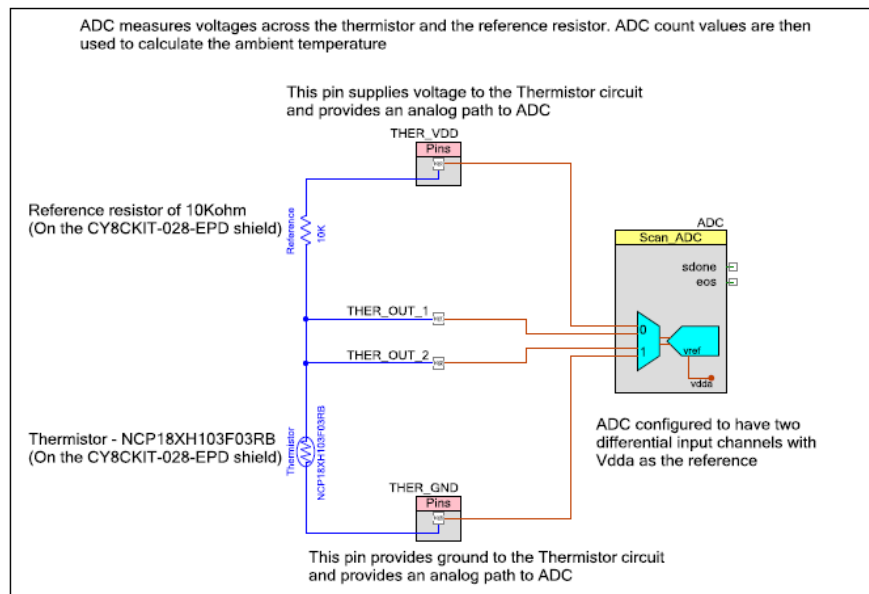 ADC measures voltages across the thermistor and the reference resistor. ADC count values are then
used to calculate the ambient temperature
This pin supplies voltage to the Thermistor circuit
and provides an analog path to ADC
THER_VDD
Pins
Reference resistor of 10Kohm
(On the CY8CKIT-028-EPD shield)
Reference
10K
ADC
Scan_ADC
sdone
eos
THER_OUT_1
THER_OUT_2
0
1
vref
vdda
Thermistor - NCP18XH103F03RB
(On the CY8CKIT-028-EPD shield)
Thermistor
NCP18XH103F03RB
ADC configured to have two
differential input channels with
Vdda as the reference
THER_GND
Pins
This pin provides ground to the Thermistor circuit
and provides an analog path to ADC